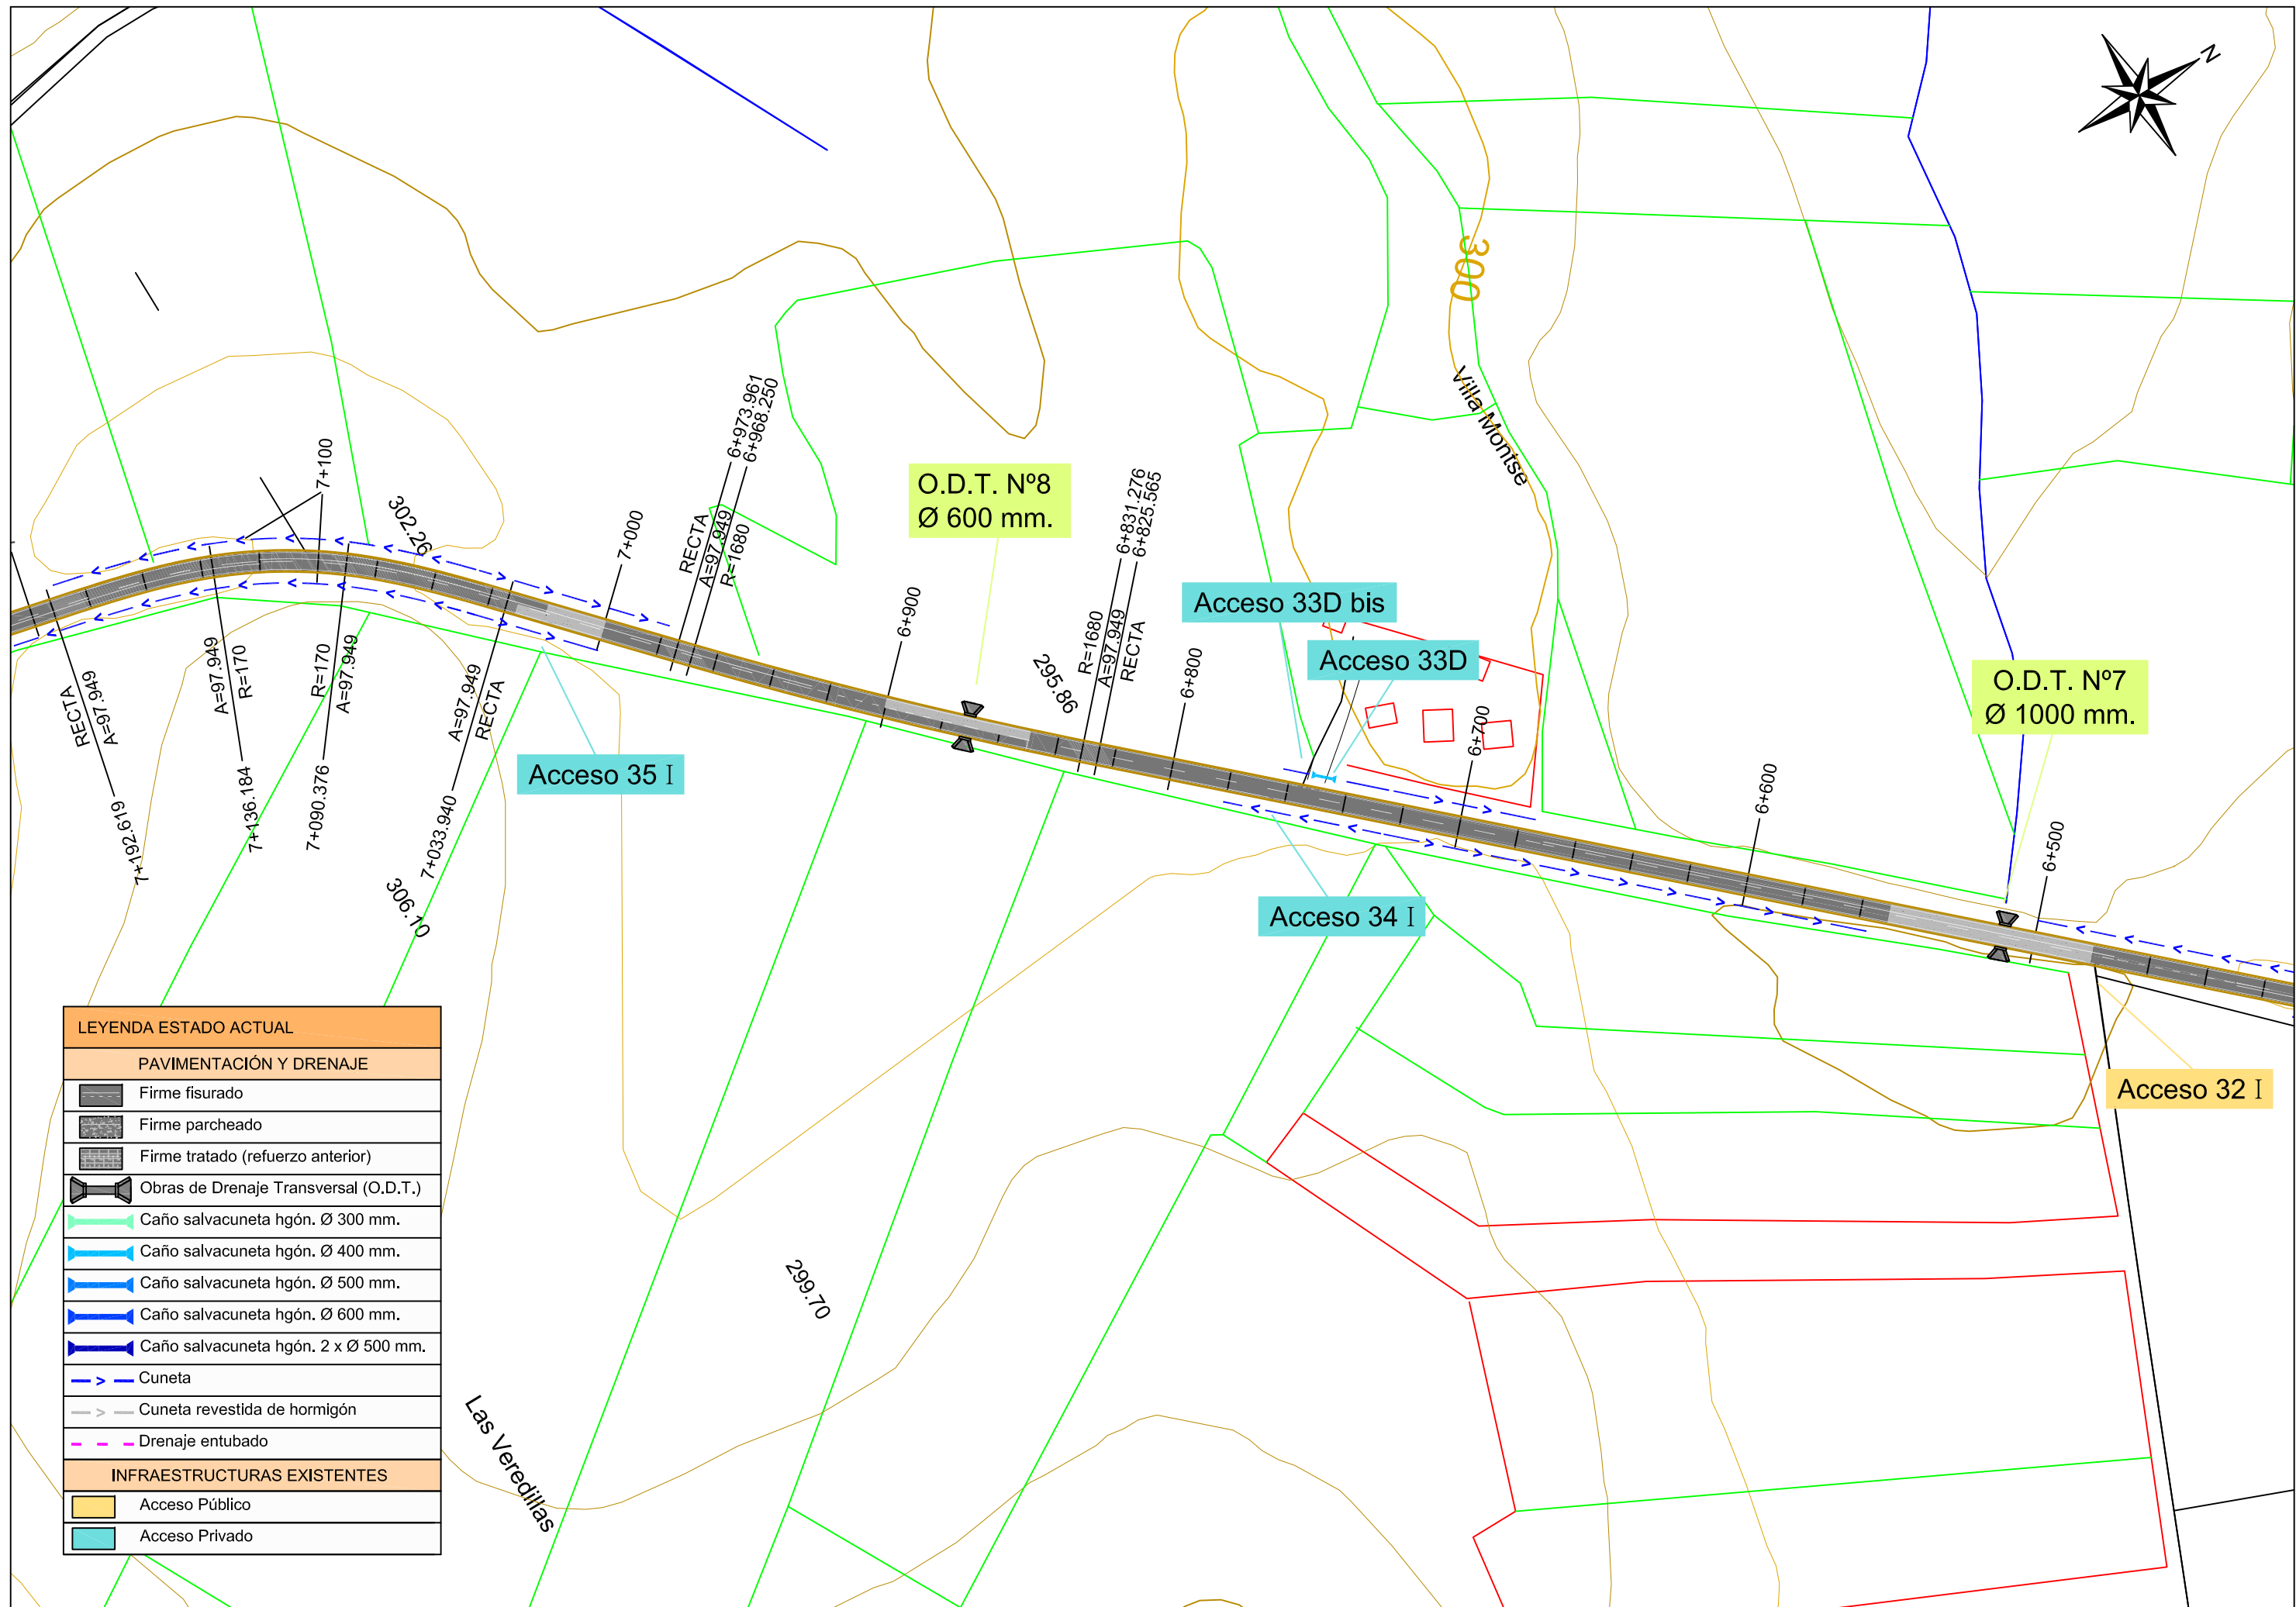 N
300
Villa Montse
6+973.961
6+968.250
RECTA
A=97.949
R=1680
7+100
302.26
7+000
O.D.T. Nº8
Ø 600 mm.
6+831.276
6+825.565
R=1680
A=97.949
RECTA
6+900
295.86
6+800
Acceso 33D bis
Acceso 33D
6+700
O.D.T. Nº7
Ø 1000 mm.
6+600
6+500
RECTA
A=97.949
7+192.619
A=97.949
R=170
7+136.184
R=170
A=97.949
7+090.376
A=97.949
RECTA
7+033.940
306.10
Acceso 35 I
Acceso 34 I
Acceso 32 I
299.70
Las Veredillas
LEYENDA ESTADO ACTUAL
PAVIMENTACIÓN Y DRENAJE
Firme fisurado
Firme parcheado
Firme tratado (refuerzo anterior)
Obras de Drenaje Transversal (O.D.T.)
Caño salvacuneta hgón. Ø 300 mm.
Caño salvacuneta hgón. Ø 400 mm.
Caño salvacuneta hgón. Ø 500 mm.
Caño salvacuneta hgón. Ø 600 mm.
Caño salvacuneta hgón. 2 x Ø 500 mm.
Cuneta
Cuneta revestida de hormigón
Drenaje entubado
INFRAESTRUCTURAS EXISTENTES
Acceso Público
Acceso Privado